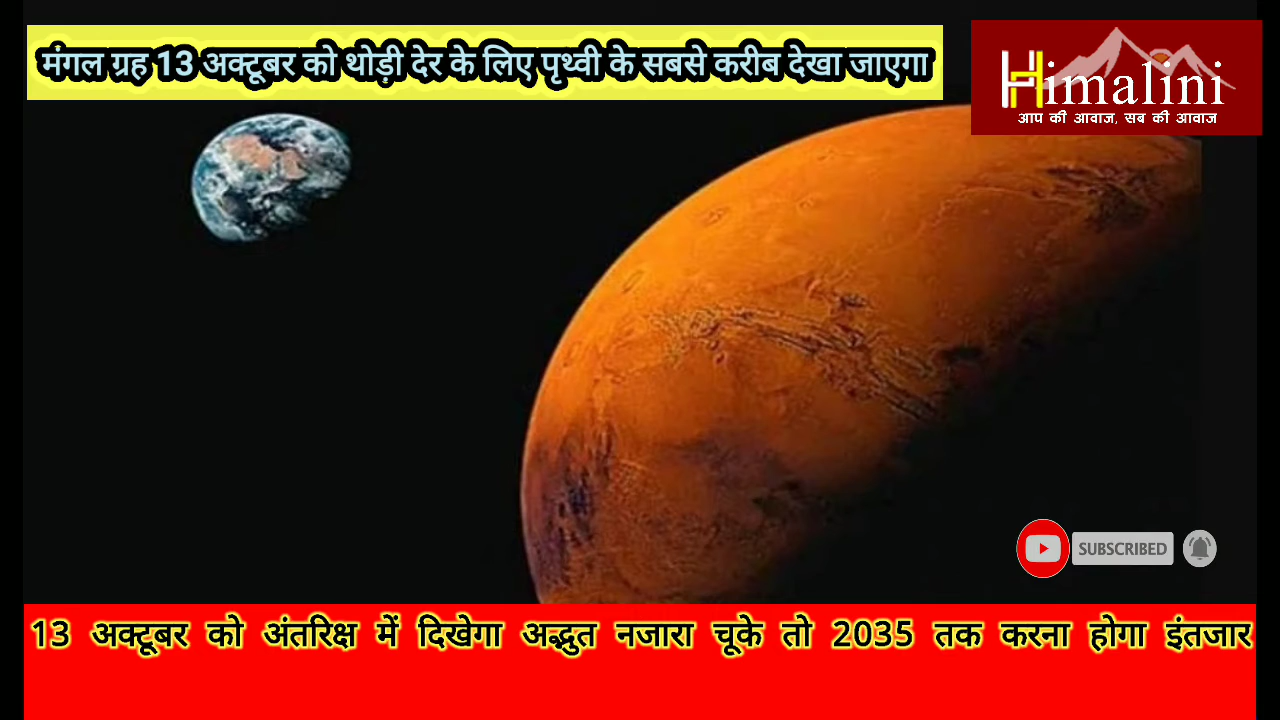 मंगल ग्रह 13 अक्टूबर को थोड़ी देर के लिए पृथ्वी के सबसे करीब देखा जाएगा
Himalini
आप की आवाज, सब की आवाज
SUBSCRIBED
13 अक्टूबर को अंतरिक्ष में दिखेगा अद्भुत नजारा चूके तो 2035 तक करना होगा इंतजार